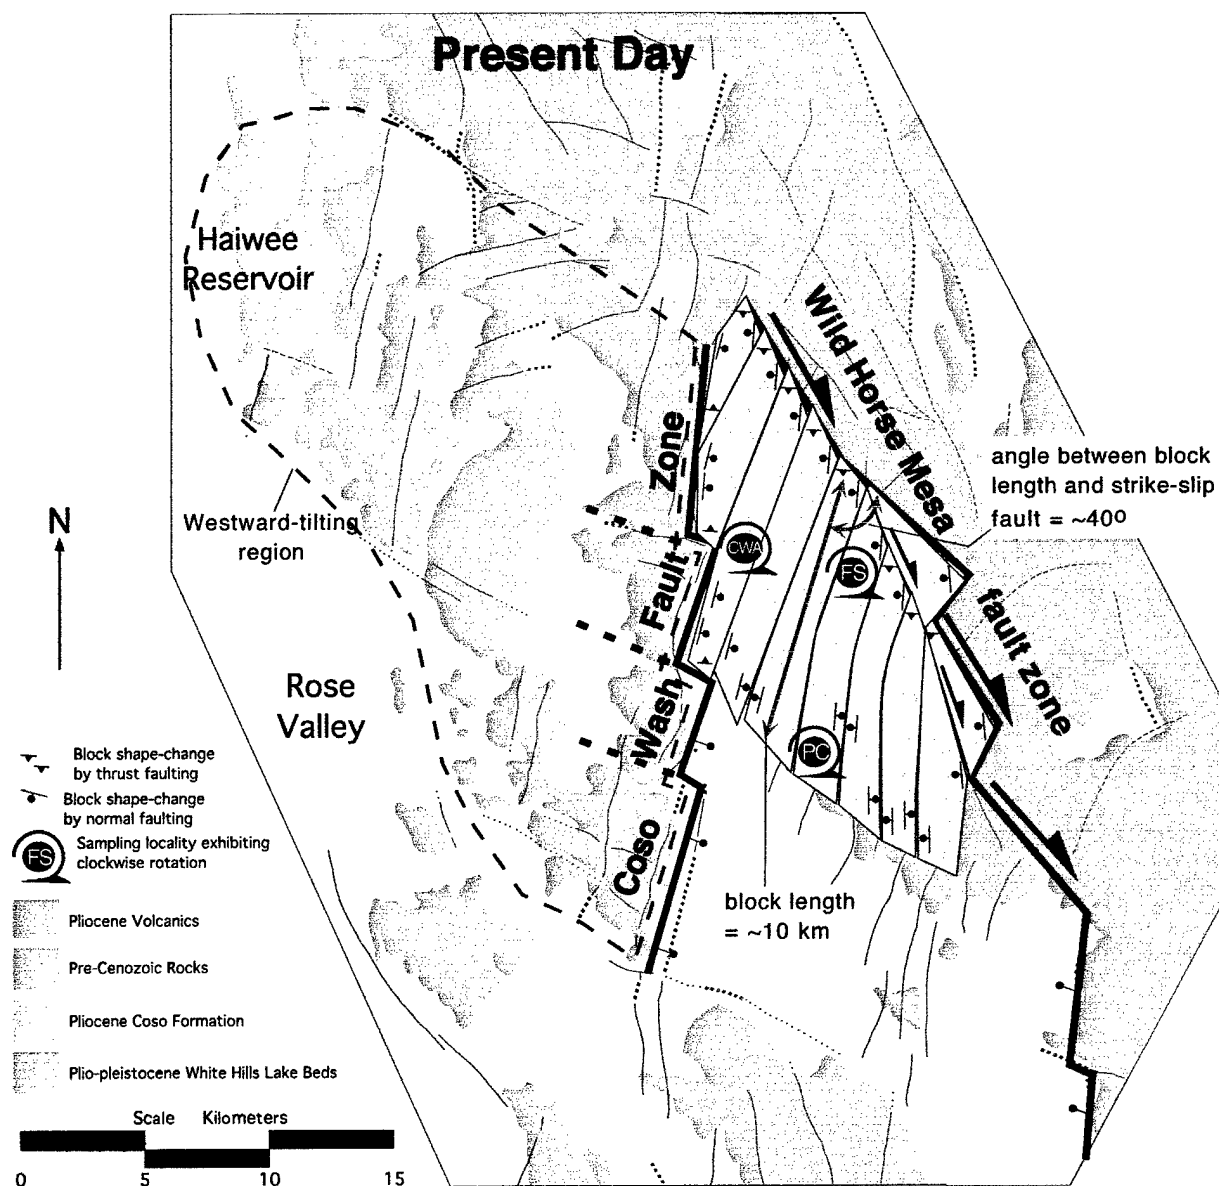 Present Day
Haiwee
Reservoir
Wild Horse Mesa
fault zone
angle between block
length and strike-slip
fault = ~40º
N
Westward-tilting
region
Coso Wash Fault Zone
CWA
FS
PC
Rose
Valley
block length
= ~10 km
Block shape-change
by thrust faulting
Block shape-change
by normal faulting
FS
Sampling locality exhibiting
clockwise rotation
Pliocene Volcanics
Pre-Cenozoic Rocks
Pliocene Coso Formation
Plio-pleistocene White Hills Lake Beds
Scale Kilometers
0 5 10 15